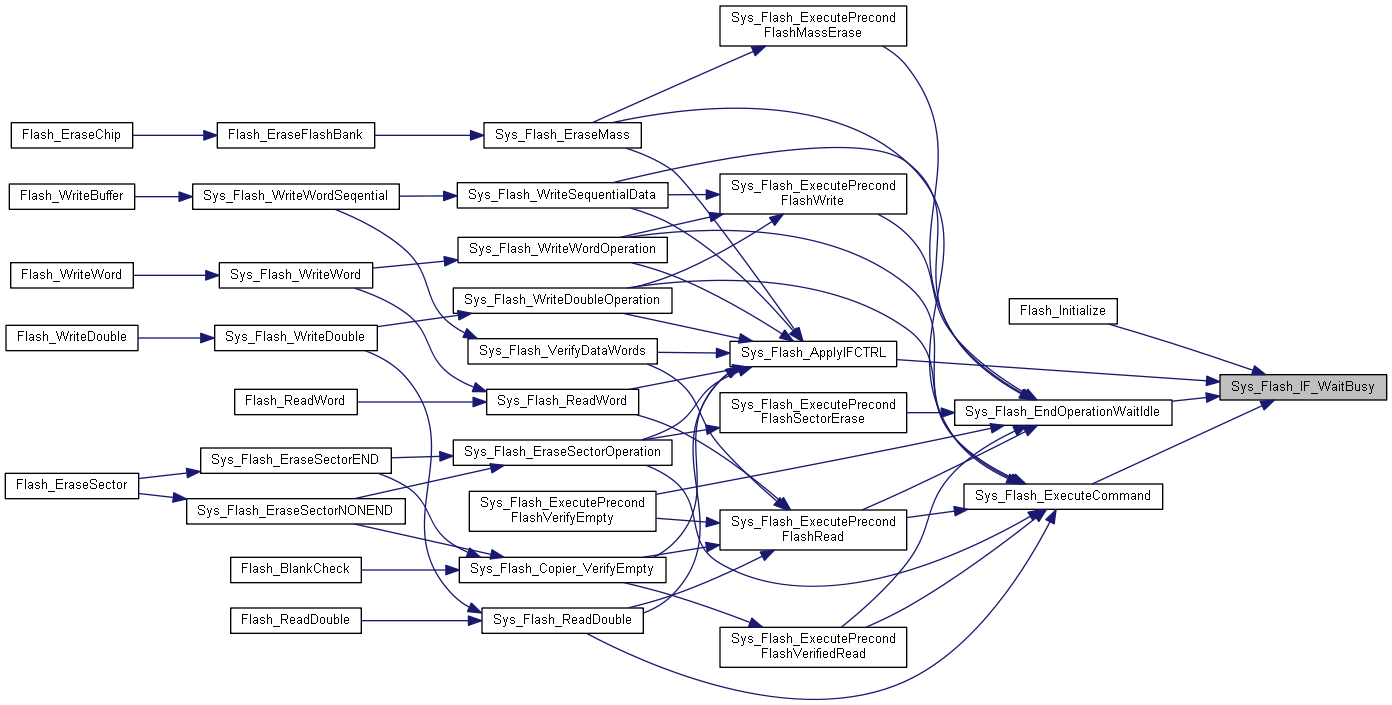 Sys_Flash_ExecutePrecond
FlashMassErase
Flash_EraseChip
Flash_EraseFlashBank
Sys_Flash_EraseMass
Flash_WriteBuffer
Sys_Flash_WriteWordSeqential
Sys_Flash_WriteSequentialData
Sys_Flash_ExecutePrecond
FlashWrite
Flash_WriteWord
Sys_Flash_WriteWord
Sys_Flash_WriteWordOperation
Sys_Flash_WriteDoubleOperation
Flash_Initialize
Flash_WriteDouble
Sys_Flash_WriteDouble
Sys_Flash_VerifyDataWords
Sys_Flash_ApplyIFCTRL
Sys_Flash_IF_WaitBusy
Flash_ReadWord
Sys_Flash_ReadWord
Sys_Flash_ExecutePrecond
FlashSectorErase
Sys_Flash_EndOperationWaitIdle
Flash_EraseSector
Sys_Flash_EraseSectorEND
Sys_Flash_EraseSectorOperation
Sys_Flash_EraseSectorNONEND
Sys_Flash_ExecutePrecond
FlashVerifyEmpty
Sys_Flash_ExecutePrecond
FlashRead
Sys_Flash_ExecuteCommand
Flash_BlankCheck
Sys_Flash_Copier_VerifyEmpty
Flash_ReadDouble
Sys_Flash_ReadDouble
Sys_Flash_ExecutePrecond
FlashVerifiedRead